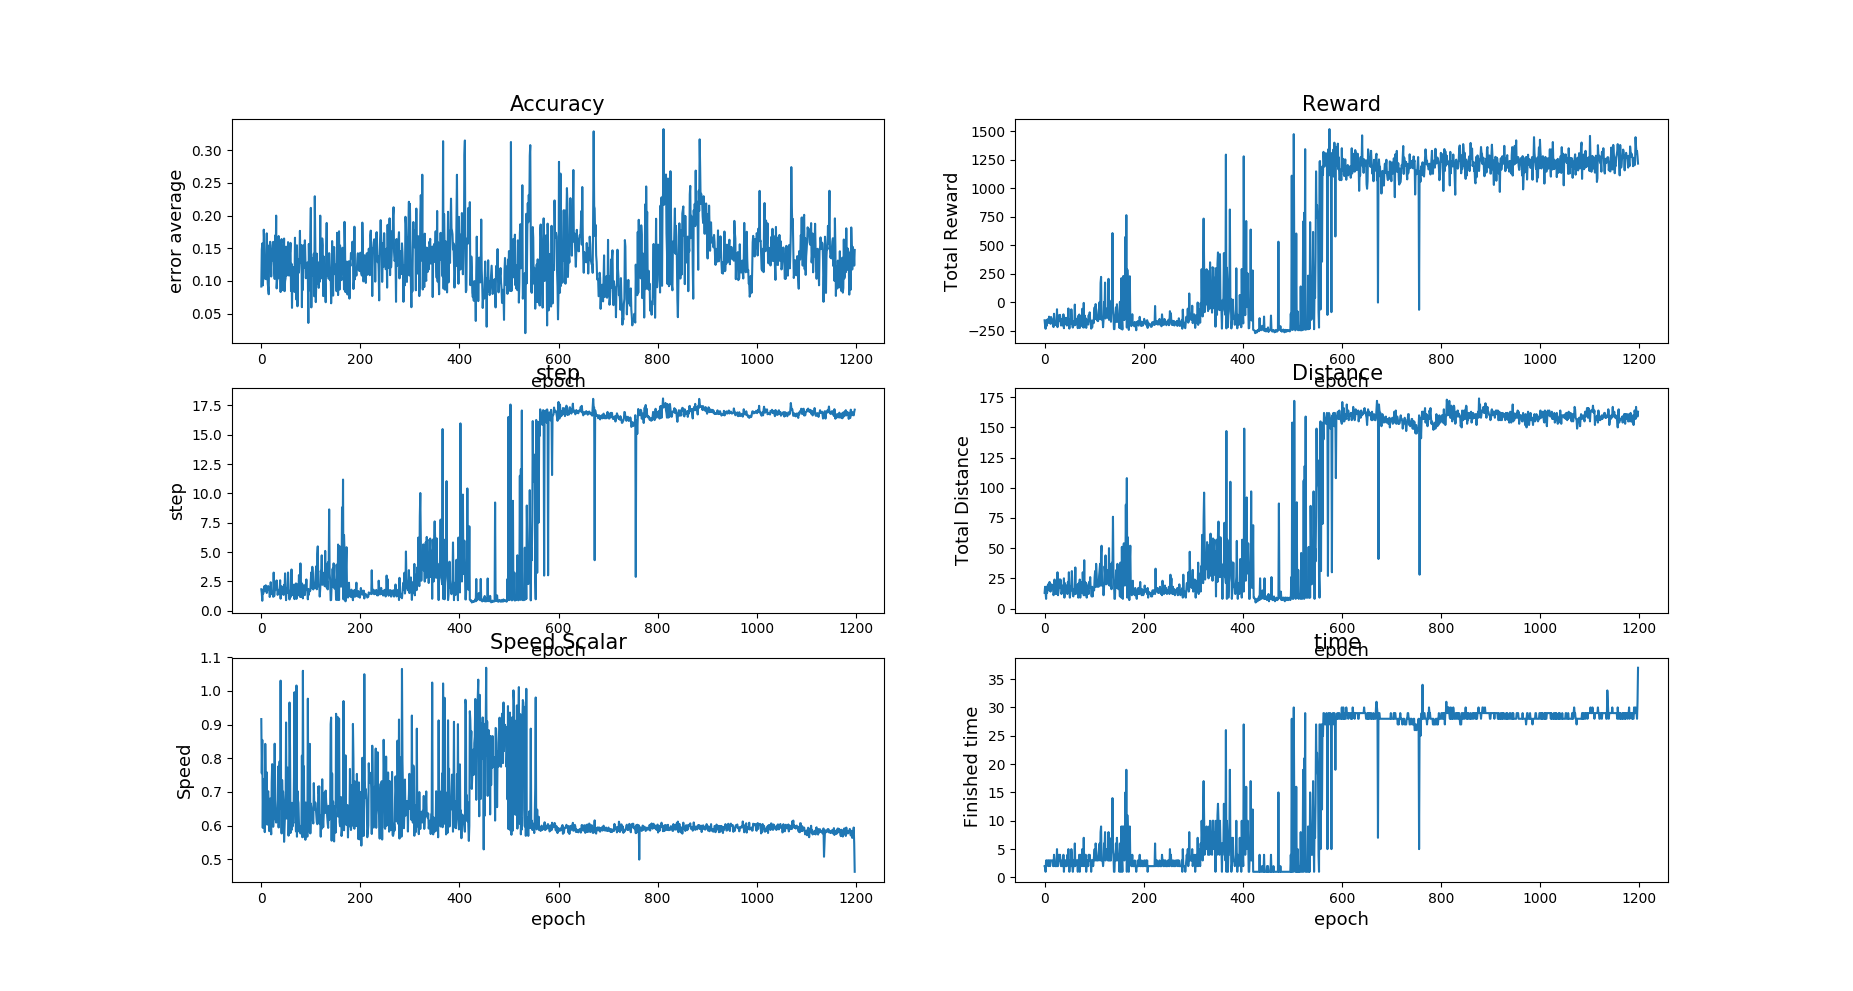 Accuracy
error average
0.30
0.25
0.20
0.15
0.10
0.05
0 200 400 600 800 1000 1200
epoch
Reward
Total Reward
1500
1250
1000
750
500
250
0
−250
0 200 400 600 800 1000 1200
epoch
step
step
17.5
15.0
12.5
10.0
7.5
5.0
2.5
0.0
0 200 400 600 800 1000 1200
epoch
Distance
Total Distance
175
150
125
100
75
50
25
0
0 200 400 600 800 1000 1200
epoch
Speed Scalar
Speed
1.1
1.0
0.9
0.8
0.7
0.6
0.5
0 200 400 600 800 1000 1200
epoch
time
Finished time
35
30
25
20
15
10
5
0
0 200 400 600 800 1000 1200
epoch